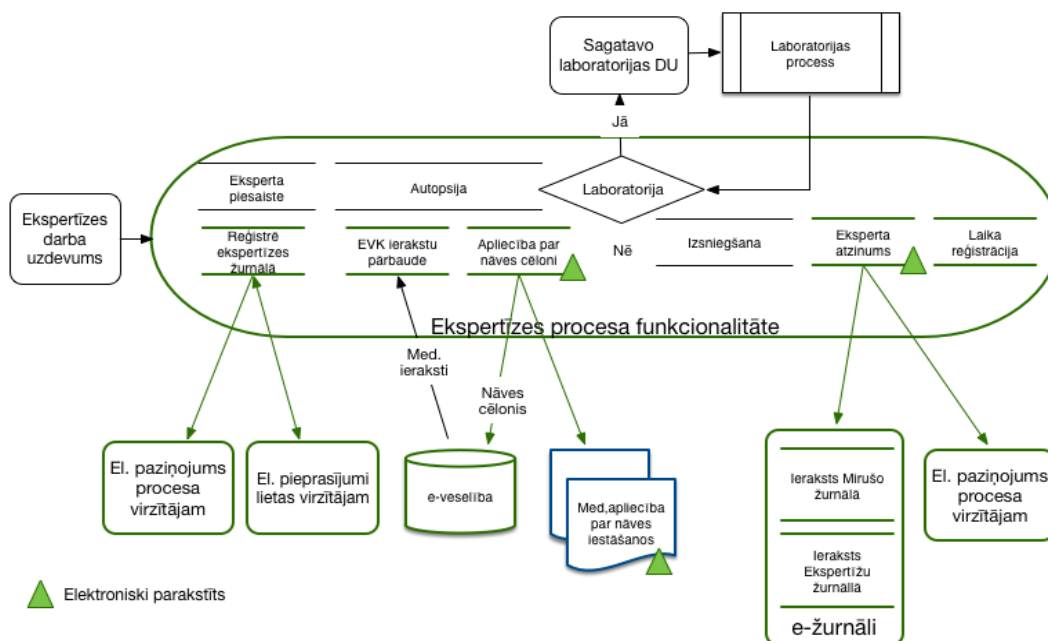 Sagatavo
laboratorijas DU
Laboratorijas
process
Jā
Eksperta
piesaiste
Autopsija
Laboratorija
Ekspertīzes
darba
uzdevums
Reģistrē
ekspertīzes
žurnālā
EVK ierakstu
pārbaude
Apliecība par
nāves cēloni
Nē
Izsniegšana
Eksperta
atzinums
Laika
reģistrācija
Ekspertīzes procesa funkcionalitāte
Med.
ieraksti
Nāves
cēlonis
El. paziņojums
procesa
virzītājam
El. pieprasījumi
lietas virzītājam
e-veselība
Med,apliecība
par nāves
iestāšanos
Ieraksts Mirušo
žurnālā
Ieraksts
Ekspertīžu
žurnāllā
e-žurnāli
El. paziņojums
procesa
virzītājam
Elektroniski parakstīts